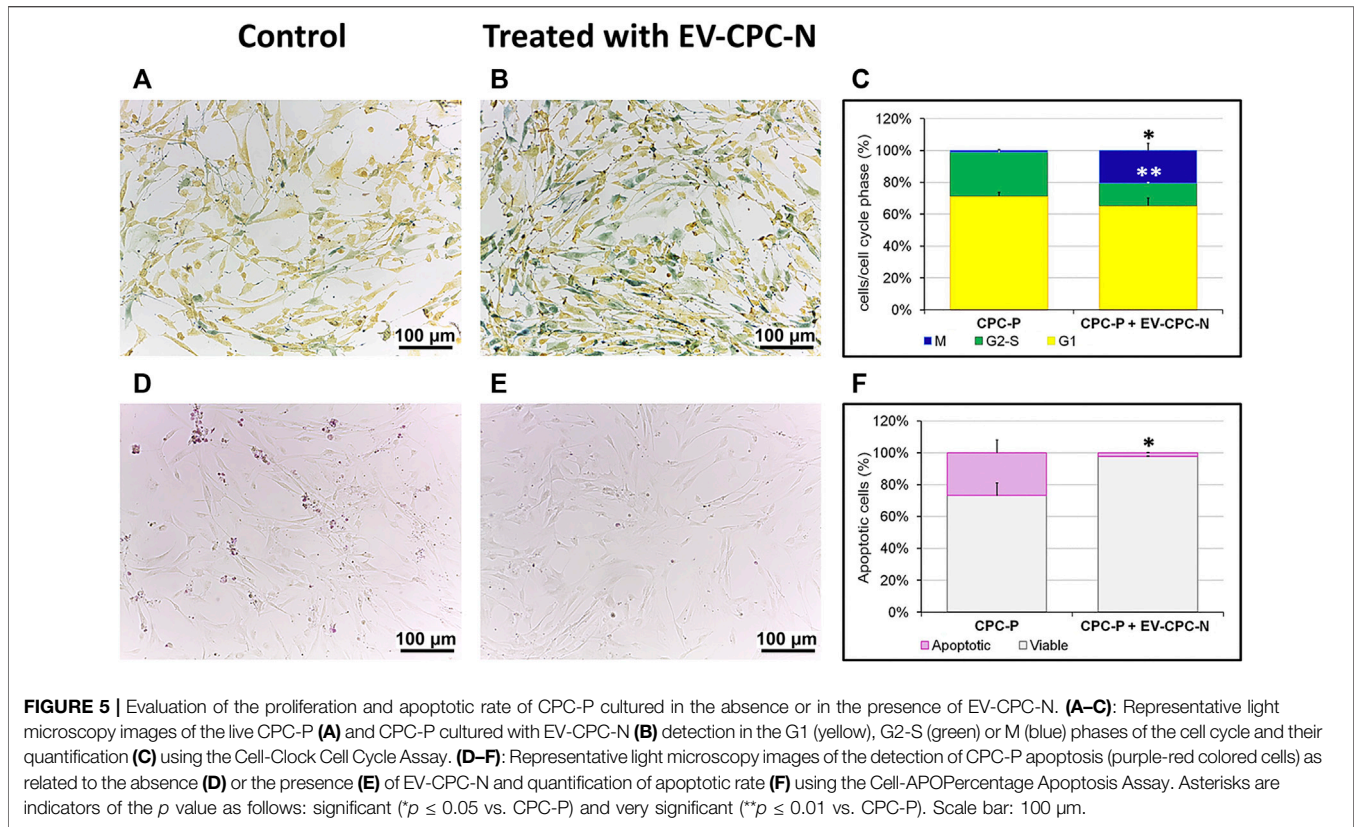 Control
Treated with EV-CPC-N
A
B
C
100 µm
100 µm
cells/cell cycle phase (%)
120%
100%
80%
60%
40%
20%
0%
*
**
CPC-P
CPC-P + EV-CPC-N
M
G2-S
G1
D
E
F
100 µm
100 µm
Apoptotic cells (%)
120%
100%
80%
60%
40%
20%
0%
*
CPC-P
CPC-P + EV-CPC-N
Apoptotic
Viable
FIGURE 5 | Evaluation of the proliferation and apoptotic rate of CPC-P cultured in the absence or in the presence of EV-CPC-N. (A–C): Representative light
microscopy images of the live CPC-P (A) and CPC-P cultured with EV-CPC-N (B) detection in the G1 (yellow), G2-S (green) or M (blue) phases of the cell cycle and their
quantification (C) using the Cell-Clock Cell Cycle Assay. (D–F): Representative light microscopy images of the detection of CPC-P apoptosis (purple-red colored cells) as
related to the absence (D) or the presence (E) of EV-CPC-N and quantification of apoptotic rate (F) using the Cell-APOPercentage Apoptosis Assay. Asterisks are
indicators of the p value as follows: significant (*p ≤ 0.05 vs. CPC-P) and very significant (**p ≤ 0.01 vs. CPC-P). Scale bar: 100 µm.